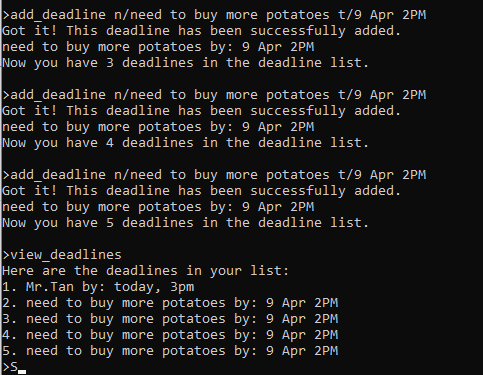 >add_deadline n/need to buy more potatoes t/9 Apr 2PM
Got it! This deadline has been successfully added.
need to buy more potatoes by: 9 Apr 2PM
Now you have 3 deadlines in the deadline list.
>add_deadline n/need to buy more potatoes t/9 Apr 2PM
Got it! This deadline has been successfully added.
need to buy more potatoes by: 9 Apr 2PM
Now you have 4 deadlines in the deadline list.
>add_deadline n/need to buy more potatoes t/9 Apr 2PM
Got it! This deadline has been successfully added.
need to buy more potatoes by: 9 Apr 2PM
Now you have 5 deadlines in the deadline list.
>view_deadlines
Here are the deadlines in your list:
1. Mr.Tan by: today, 3pm
2. need to buy more potatoes by: 9 Apr 2PM
3. need to buy more potatoes by: 9 Apr 2PM
4. need to buy more potatoes by: 9 Apr 2PM
5. need to buy more potatoes by: 9 Apr 2PM
>S